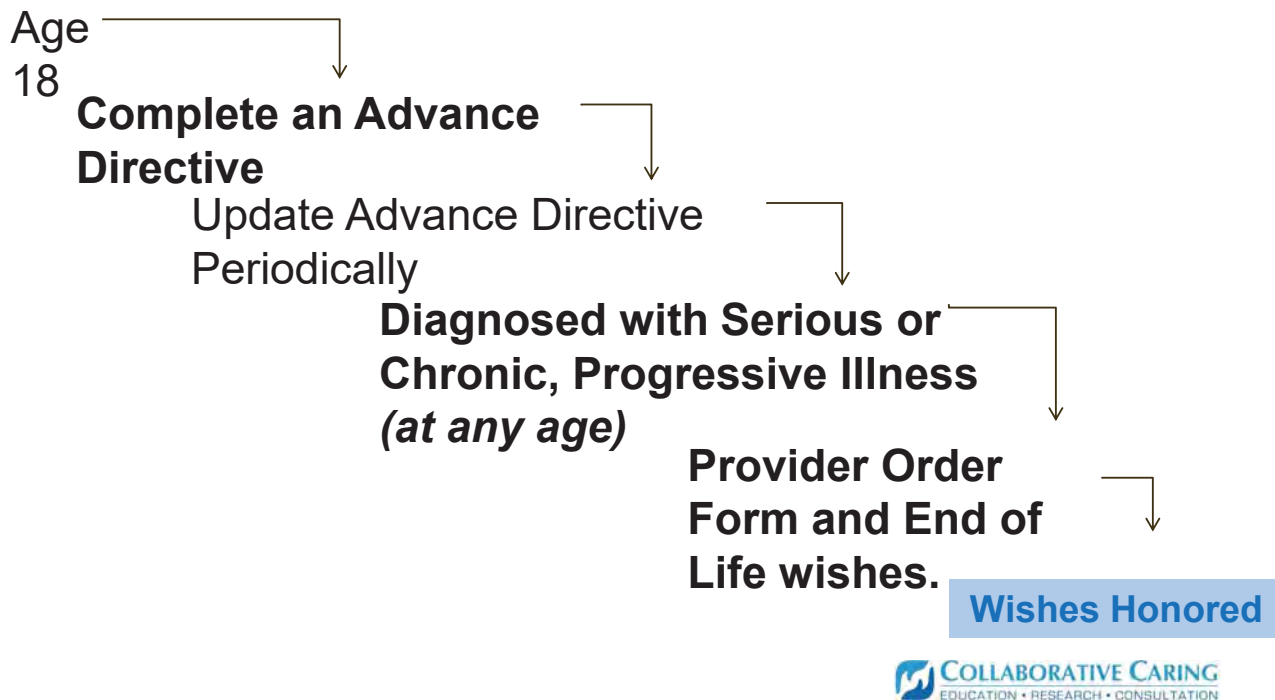 Age
18
Complete an Advance
Directive
Update Advance Directive
Periodically
Diagnosed with Serious or
Chronic, Progressive Illness
(at any age)
Provider Order
Form and End of
Life wishes.
Wishes Honored
COLLABORATIVE CARING
EDUCATION • RESEARCH • CONSULTATION